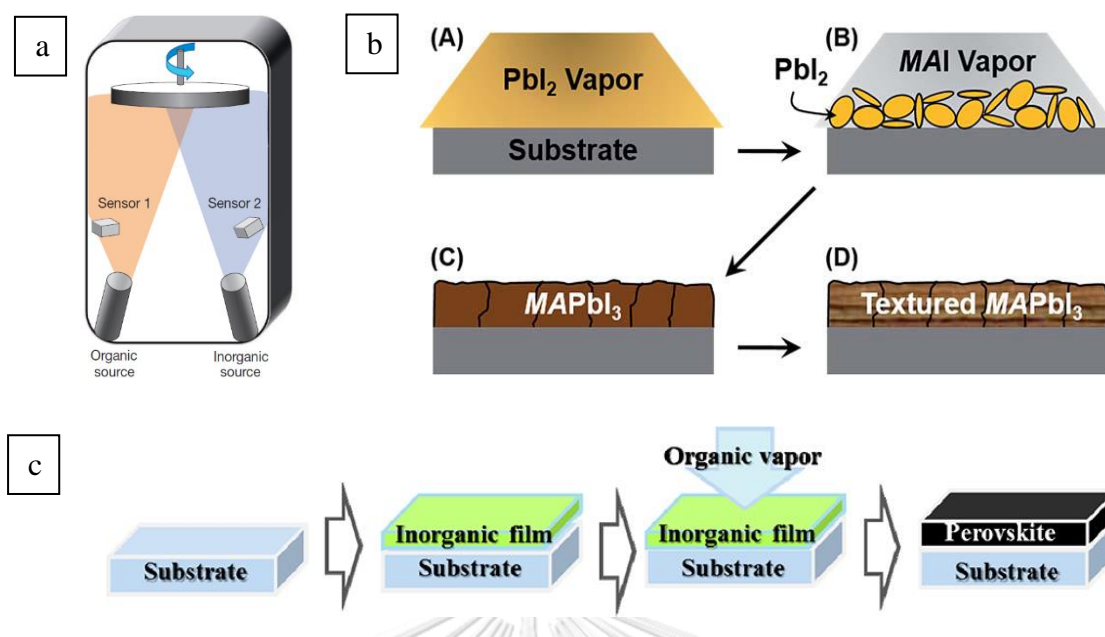 a
Sensor 1
Sensor 2
Organic
source
Inorganic
source
b
(A)
PbI₂ Vapor
Substrate
(B)
MAI Vapor
PbI₂
(C)
MAPbI₃
(D)
Textured MAPbI₃
c
Substrate
Inorganic film
Substrate
Organic vapor
Inorganic film
Substrate
Perovskite
Substrate